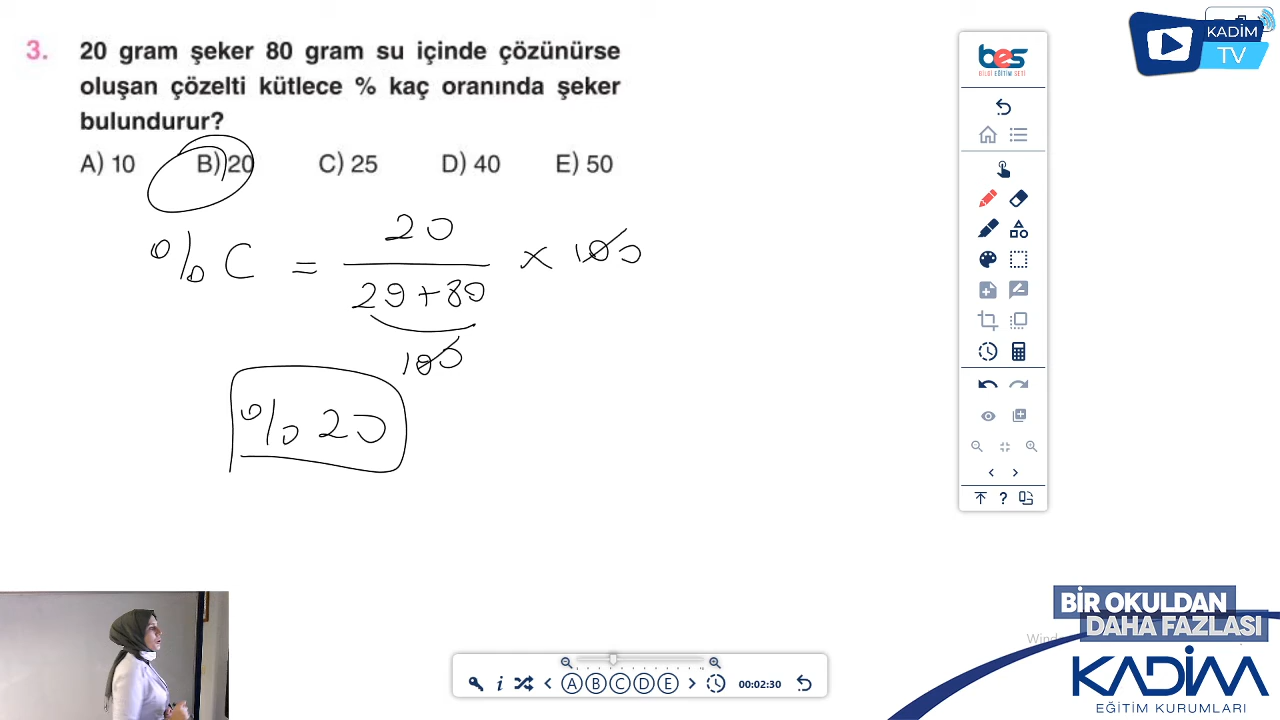 KADİM
TV
3. 20 gram şeker 80 gram su içinde çözünürse
oluşan çözelti kütlece % kaç oranında şeker
bulundurur?
A) 10 B) 20 C) 25 D) 40 E) 50
% C = 20 / 20 + 80 x 100
100
% 20
bes
BİLGİ EĞİTİM SETİ
?
i A B C D E 00:02:30
BİR OKULDAN
DAHA FAZLASI
Wind
KADİM
EĞİTİM KURUMLARI